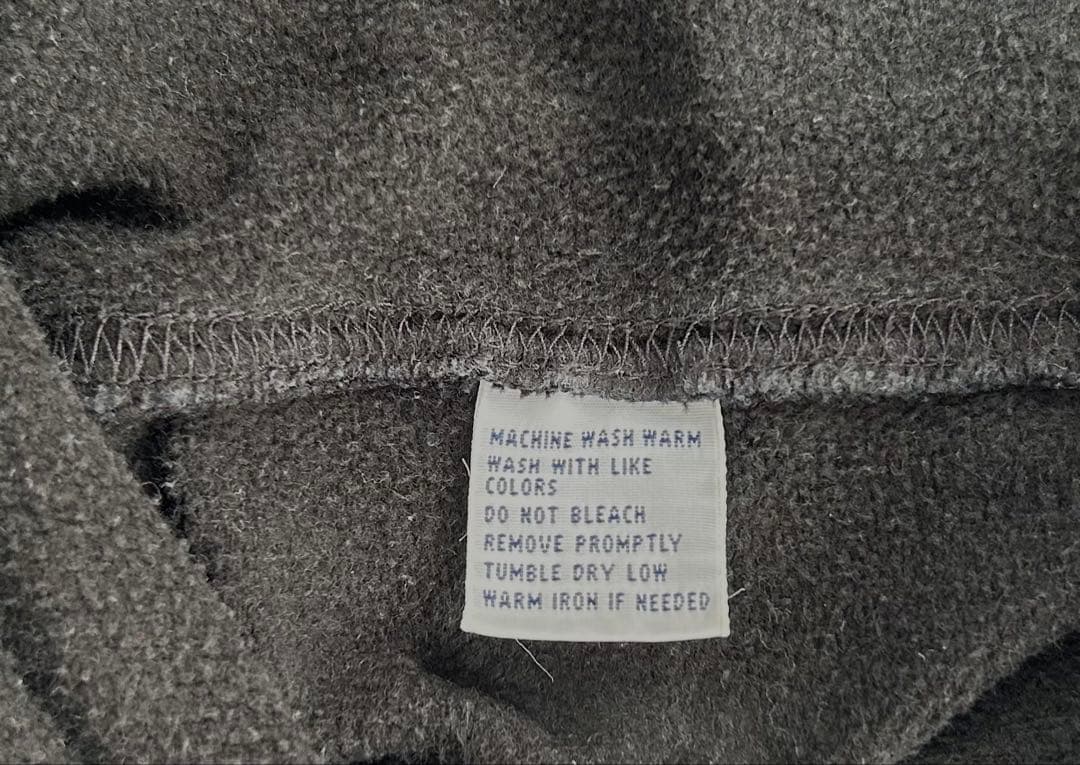 MACHINE WASH WARM
WASH WITH LIKE
COLORS
DO NOT BLEACH
REMOVE PROMPTLY
TUMBLE DRY LOW
WARM IRON IF NEEDED